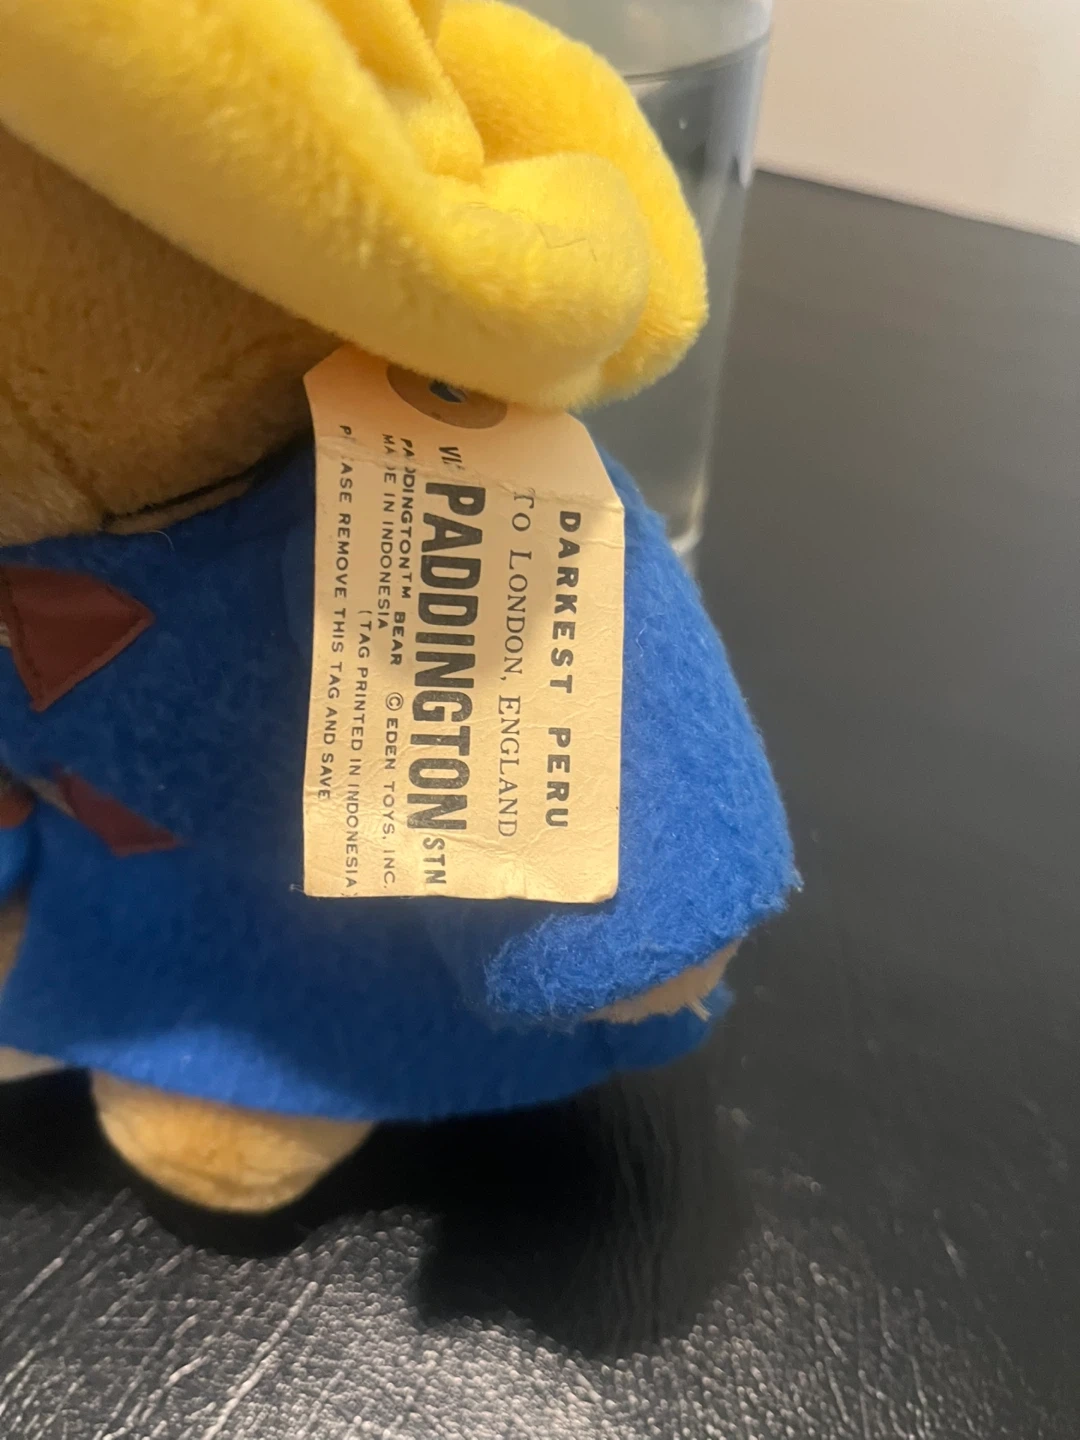 DARKEST PERU
TO LONDON, ENGLAND
PADDINGTON STN
PADDINGTON™ BEAR © EDEN TOYS, INC.
MADE IN INDONESIA
(TAG PRINTED IN INDONESIA)
PLEASE REMOVE THIS TAG AND SAVE